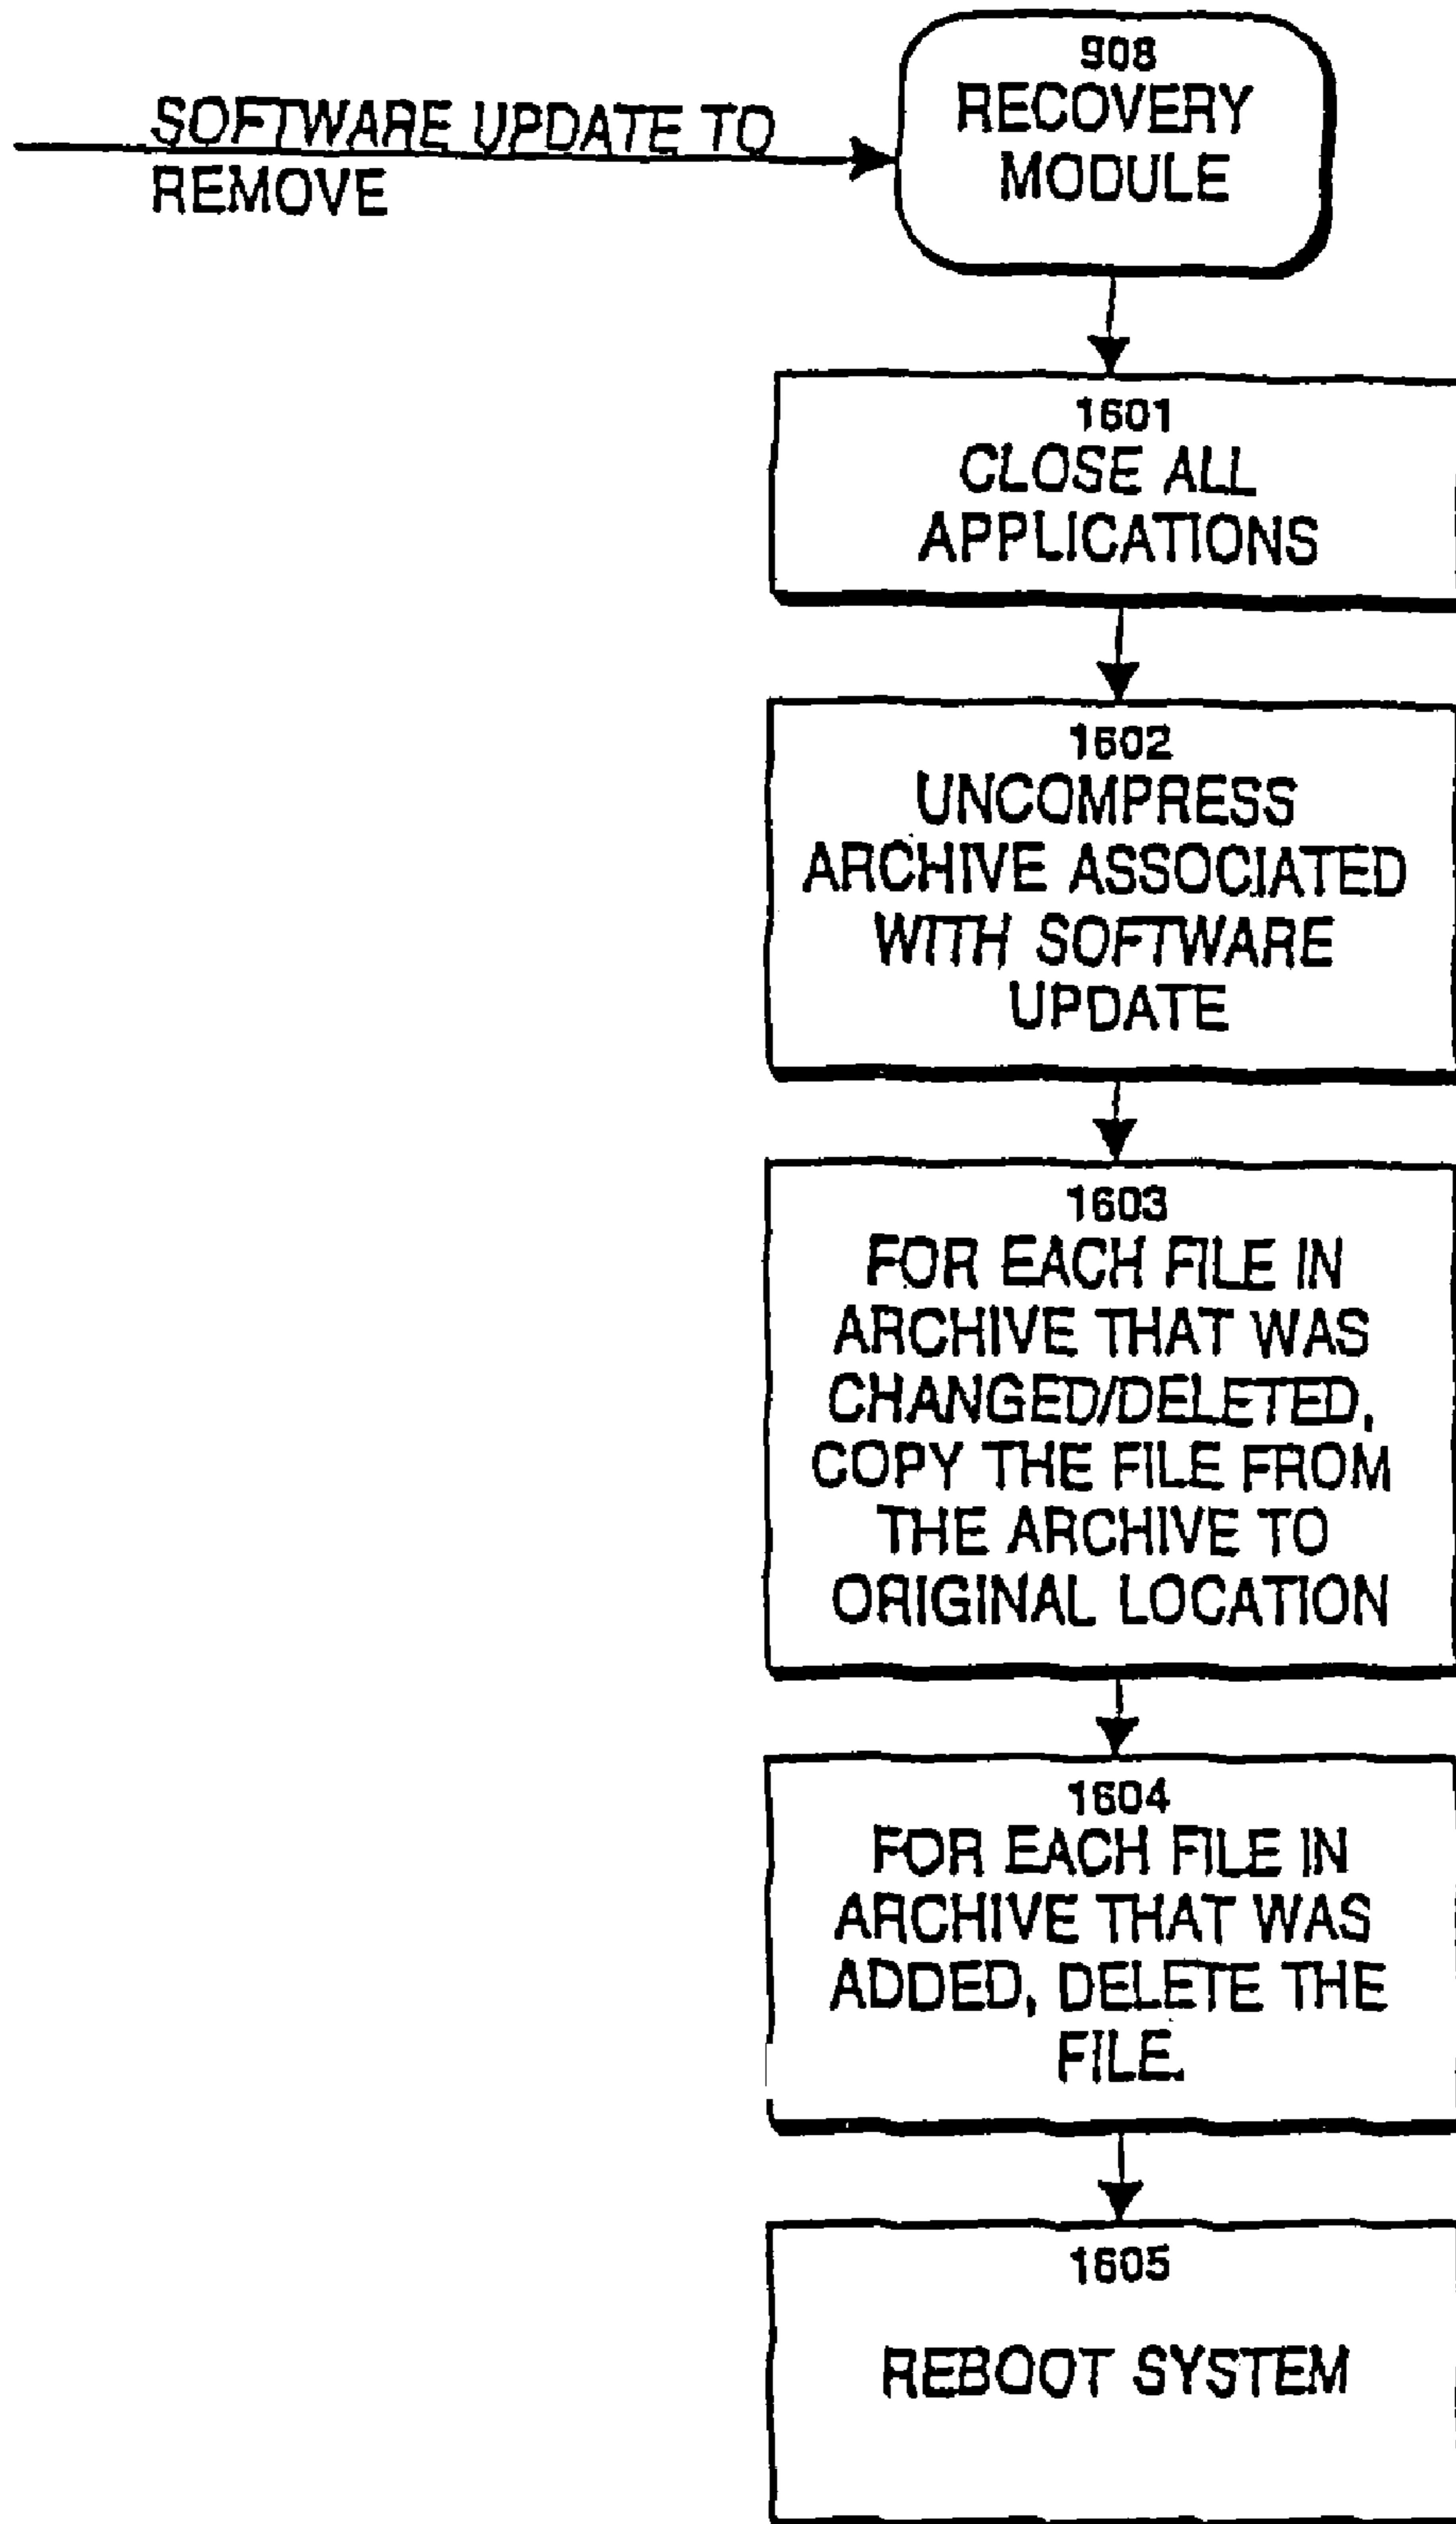 908
RECOVERY
MODULE
SOFTWARE UPDATE TO
REMOVE
1601
CLOSE ALL
APPLICATIONS
1602
UNCOMPRESS
ARCHIVE ASSOCIATED
WITH SOFTWARE
UPDATE
1603
FOR EACH FILE IN
ARCHIVE THAT WAS
CHANGED/DELETED,
COPY THE FILE FROM
THE ARCHIVE TO
ORIGINAL LOCATION
1604
FOR EACH FILE IN
ARCHIVE THAT WAS
ADDED, DELETE THE
FILE.
1605
REBOOT SYSTEM